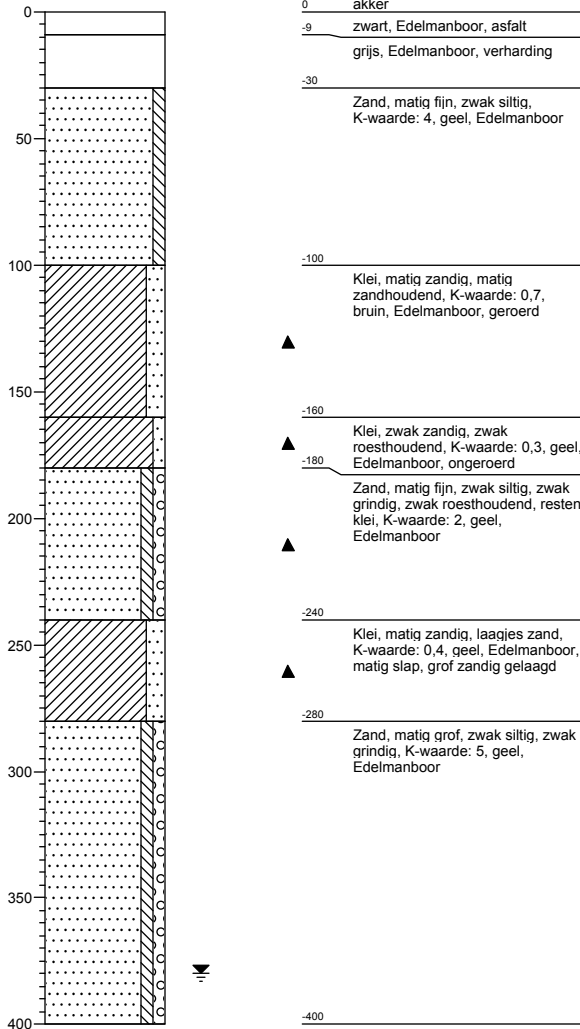 0
50
100
150
200
250
300
350
400
0
akker
-9
zwart, Edelmanboor, asfalt
grijs, Edelmanboor, verharding
-30
Zand, matig fijn, zwak siltig,
K-waarde: 4, geel, Edelmanboor
-100
Klei, matig zandig, matig
zandhoudend, K-waarde: 0,7,
bruin, Edelmanboor, geroerd
-160
Klei, zwak zandig, zwak
roesthoudend, K-waarde: 0,3, geel,
Edelmanboor, ongeroerd
-180
Zand, matig fijn, zwak siltig, zwak
grindig, zwak roesthoudend, resten
klei, K-waarde: 2, geel,
Edelmanboor
-240
Klei, matig zandig, laagjes zand,
K-waarde: 0,4, geel, Edelmanboor,
matig slap, grof zandig gelaagd
-280
Zand, matig grof, zwak siltig, zwak
grindig, K-waarde: 5, geel,
Edelmanboor
-400